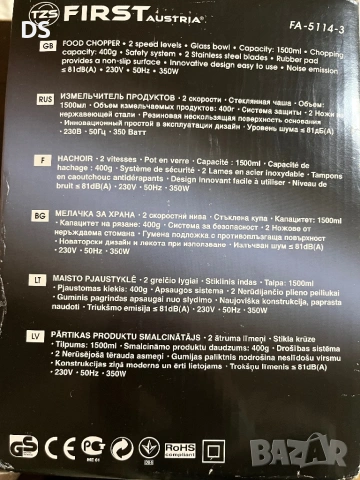 TZS FIRST AUSTRIA® FA-5114-3
DS
GB FOOD CHOPPER • 2 speed levels • Glass bowl • Capacity: 1500ml • Chopping
capacity: 400g • Safety system • 2 Stainless steel blades • Rubber pad
provides a non-slip surface • Innovative design easy to use • Noise emission
≤ 81dB(A) • 230V • 50Hz • 350W
RUS ИЗМЕЛЬЧИТЕЛЬ ПРОДУКТОВ • 2 скорости • Стеклянная чаша • Объем:
1500мл • Объем измельчаемых продуктов: 400г • Система защиты • 2 Ножи из
нержавеющей стали • Резиновая нескользящая поверхность основания
• Инновационный простой в эксплуатации дизайн • Уровень шума ≤ 81дБ(A)
• 230В • 50Гц • 350 Ватт
F HACHOIR • 2 vitesses • Pot en verre • Capacité : 1500ml • Capacité de
hachage : 400g • Système de sécurité • 2 Lames en acier inoxydable • Tampons
en caoutchouc antidérapants • Design Innovant facile à utiliser • Niveau de
bruit ≤ 81dB(A) • 230V • 50Hz • 350W
BG МЕЛАЧКА ЗА ХРАНА • 2 скоростни нива • Стъклена купа • Капацитет: 1500ml
• Капацитет на рязане: 400g • Система за безопасност • 2 Ножове от
неръждаема стомана • Гумена подложка с противоплъзгаща повърхност
• Новаторски дизайн и лекота при използване • Излъчван шум ≤ 81dB(A)
• 230V • 50Hz • 350W
LT MAISTO PJAUSTYKLĖ • 2 greičio lygiai • Stiklinis indas • Talpa: 1500ml
• Pjaustomas kiekis: 400g • Apsaugos sistema • 2 Nerūdijančio plieno peiliukai
• Guminis pagrindas apsaugai nuo slydimo • Naujoviška konstrukcija, paprasta
naudoti • Triukšmo emisija ≤ 81dB(A) • 230V • 50Hz • 350W
LV PĀRTIKAS PRODUKTU SMALCINĀTĀJS • 2 ātruma līmeņi • Stikla krūze
• Tilpums: 1500ml • Smalcināmo produktu daudzums: 400g • Drošības sistēma
• 2 Nerūsējošā tērauda asmeņi • Gumijas paliktnis nodrošina neslīdošu virsmu
• Konstrukcijas ziņā moderns un ērti lietojams • Trokšņu līmenis ≤ 81dB(A)
• 230V • 50Hz • 350W
GS CE RoHS
compliant
bazar.bg